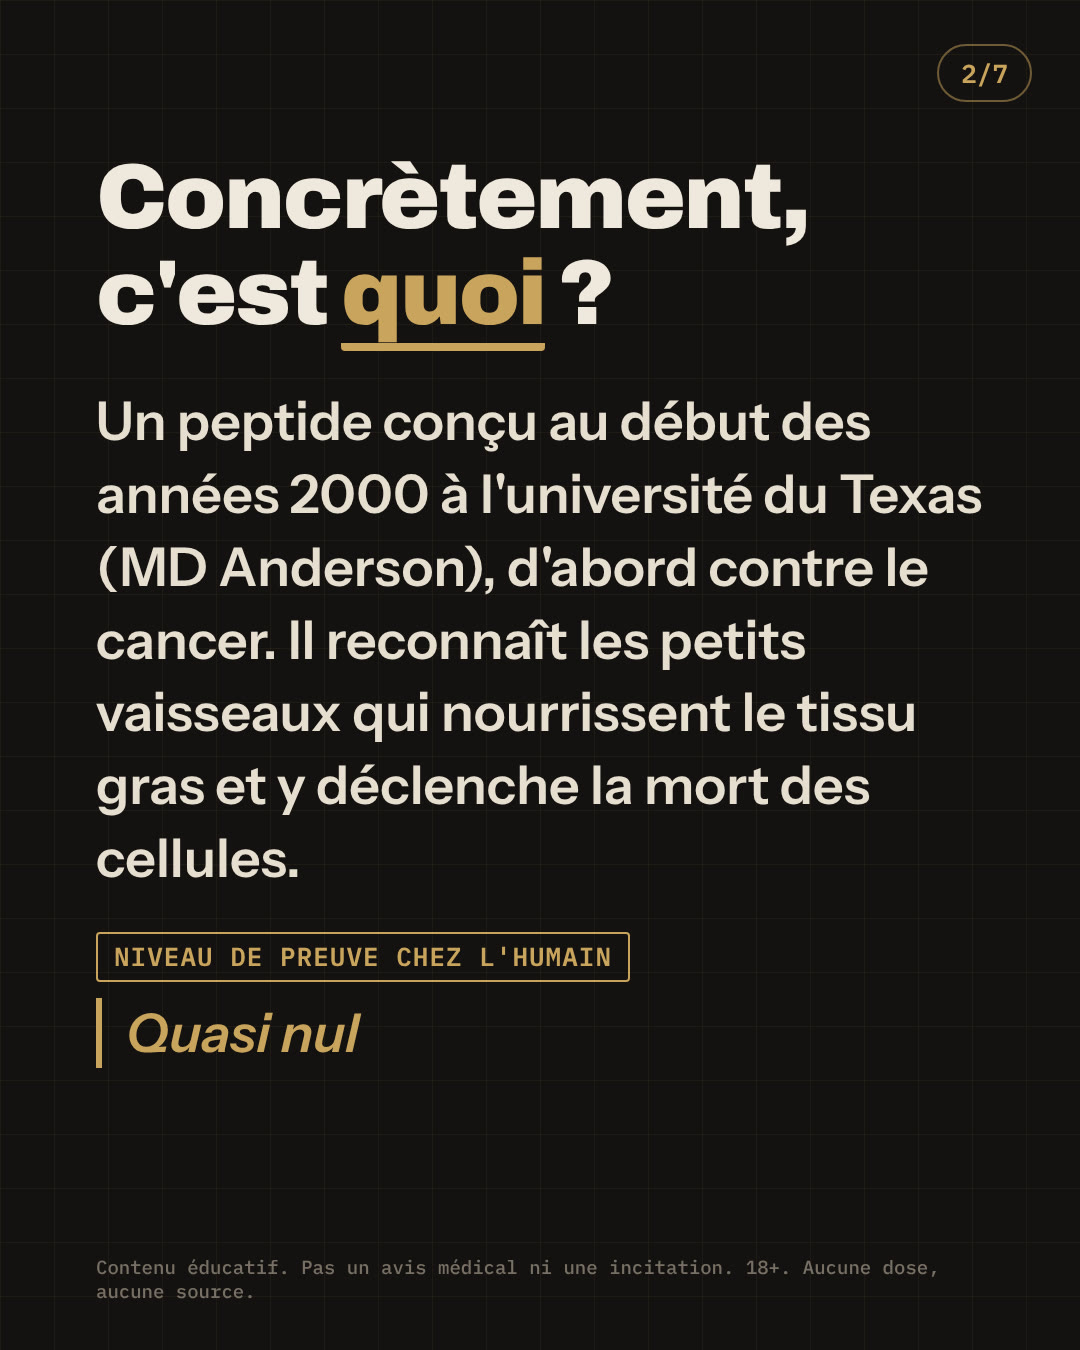 2/7
Concrètement,
c'est quoi ?
Un peptide conçu au début des
années 2000 à l'université du Texas
(MD Anderson), d'abord contre le
cancer. Il reconnaît les petits
vaisseaux qui nourrissent le tissu
gras et y déclenche la mort des
cellules.
NIVEAU DE PREUVE CHEZ L'HUMAIN
Quasi nul
Contenu éducatif. Pas un avis médical ni une incitation. 18+. Aucune dose,
aucune source.